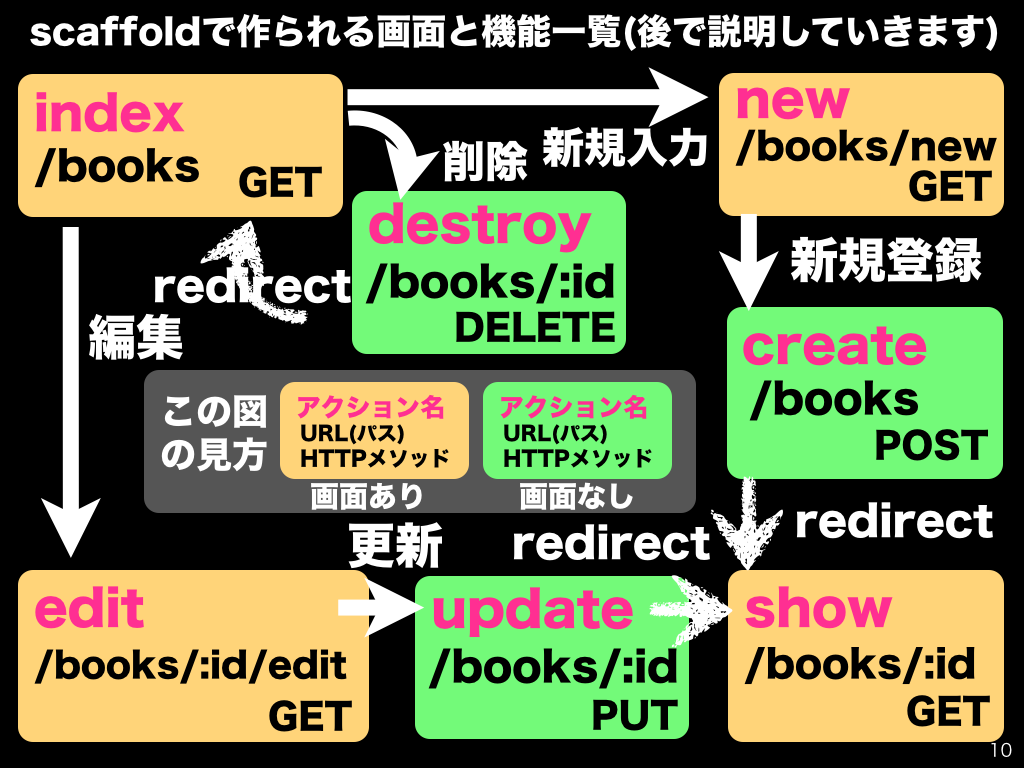 scaffoldで作られる画面と機能一覧(後で説明していきます)
index
/books
GET
削除
新規入力
new
/books/new
GET
destroy
/books/:id
DELETE
redirect
編集
新規登録
create
/books
POST
この図
の見方
アクション名
URL(パス)
HTTPメソッド
画面あり
アクション名
URL(パス)
HTTPメソッド
画面なし
更新
redirect
redirect
edit
/books/:id/edit
GET
update
/books/:id
PUT
show
/books/:id
GET
10